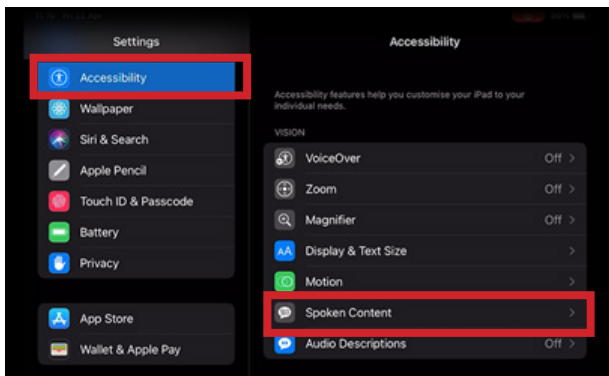 Settings
Accessibility
Wallpaper
Siri & Search
Apple Pencil
Touch ID & Passcode
Battery
Privacy
App Store
Wallet & Apple Pay
Accessibility
Accessibility features help you customise your iPad to your
individual needs.
VISION
VoiceOver Off
Zoom Off
Magnifier Off
AA Display & Text Size
Motion
Spoken Content
Audio Descriptions Off